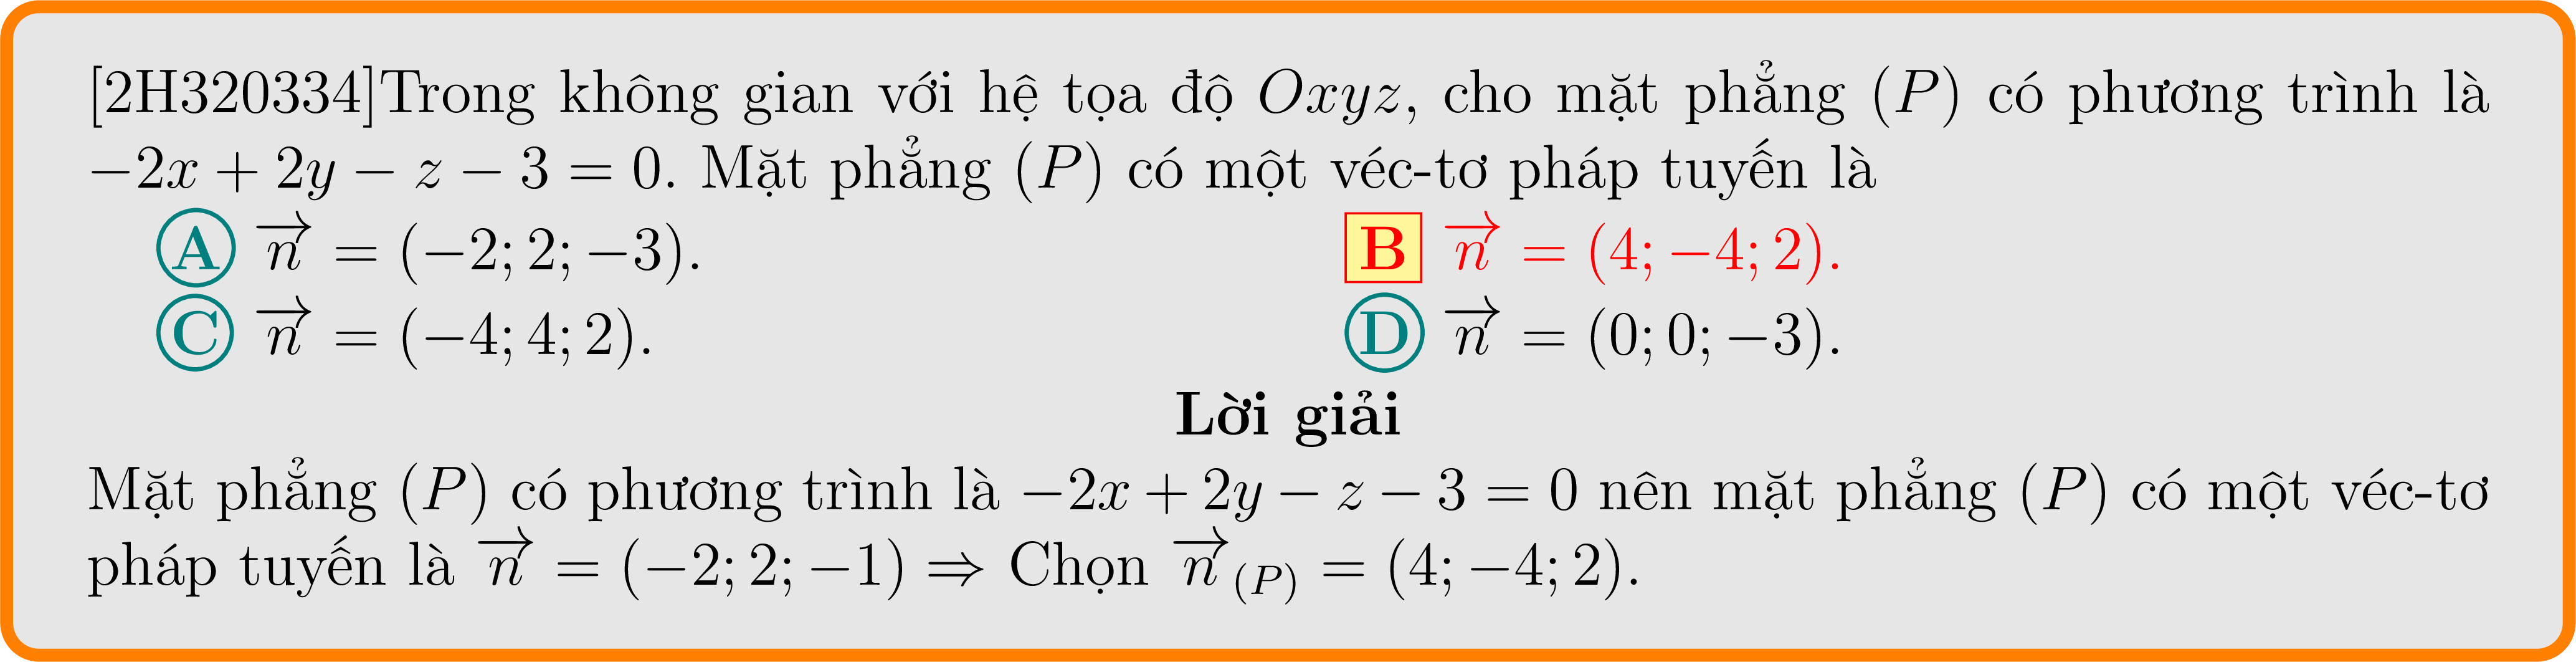 [2H320334]Trong không gian với hệ tọa độ Oxyz, cho mặt phẳng (P) có phương trình là
−2x + 2y − z − 3 = 0. Mặt phẳng (P) có một véc-tơ pháp tuyến là
A $\overrightarrow{n}$ = (−2; 2; −3). B $\overrightarrow{n}$ = (4; −4; 2).
C $\overrightarrow{n}$ = (−4; 4; 2). D $\overrightarrow{n}$ = (0; 0; −3).
Lời giải
Mặt phẳng (P) có phương trình là −2x + 2y − z − 3 = 0 nên mặt phẳng (P) có một véc-tơ
pháp tuyến là $\overrightarrow{n}$ = (−2; 2; −1) ⇒ Chọn $\overrightarrow{n}_{(P)}$ = (4; −4; 2).